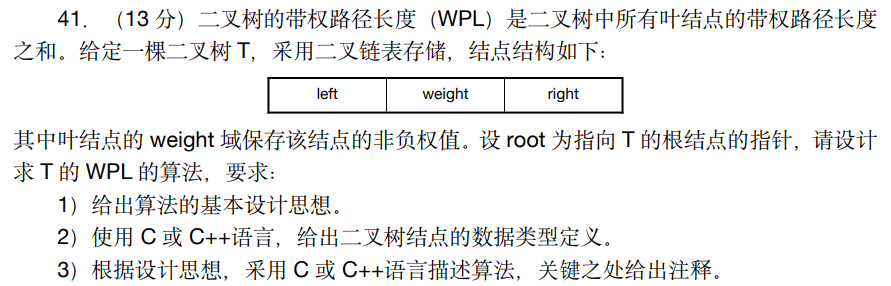 41．（13 分）二叉树的带权路径长度（WPL）是二叉树中所有叶结点的带权路径长度
之和。给定一棵二叉树 T，采用二叉链表存储，结点结构如下：
left weight right
其中叶结点的 weight 域保存该结点的非负权值。设 root 为指向 T 的根结点的指针，请设计
求 T 的 WPL 的算法，要求：
1）给出算法的基本设计思想。
2）使用 C 或 C++语言，给出二叉树结点的数据类型定义。
3）根据设计思想，采用 C 或 C++语言描述算法，关键之处给出注释。